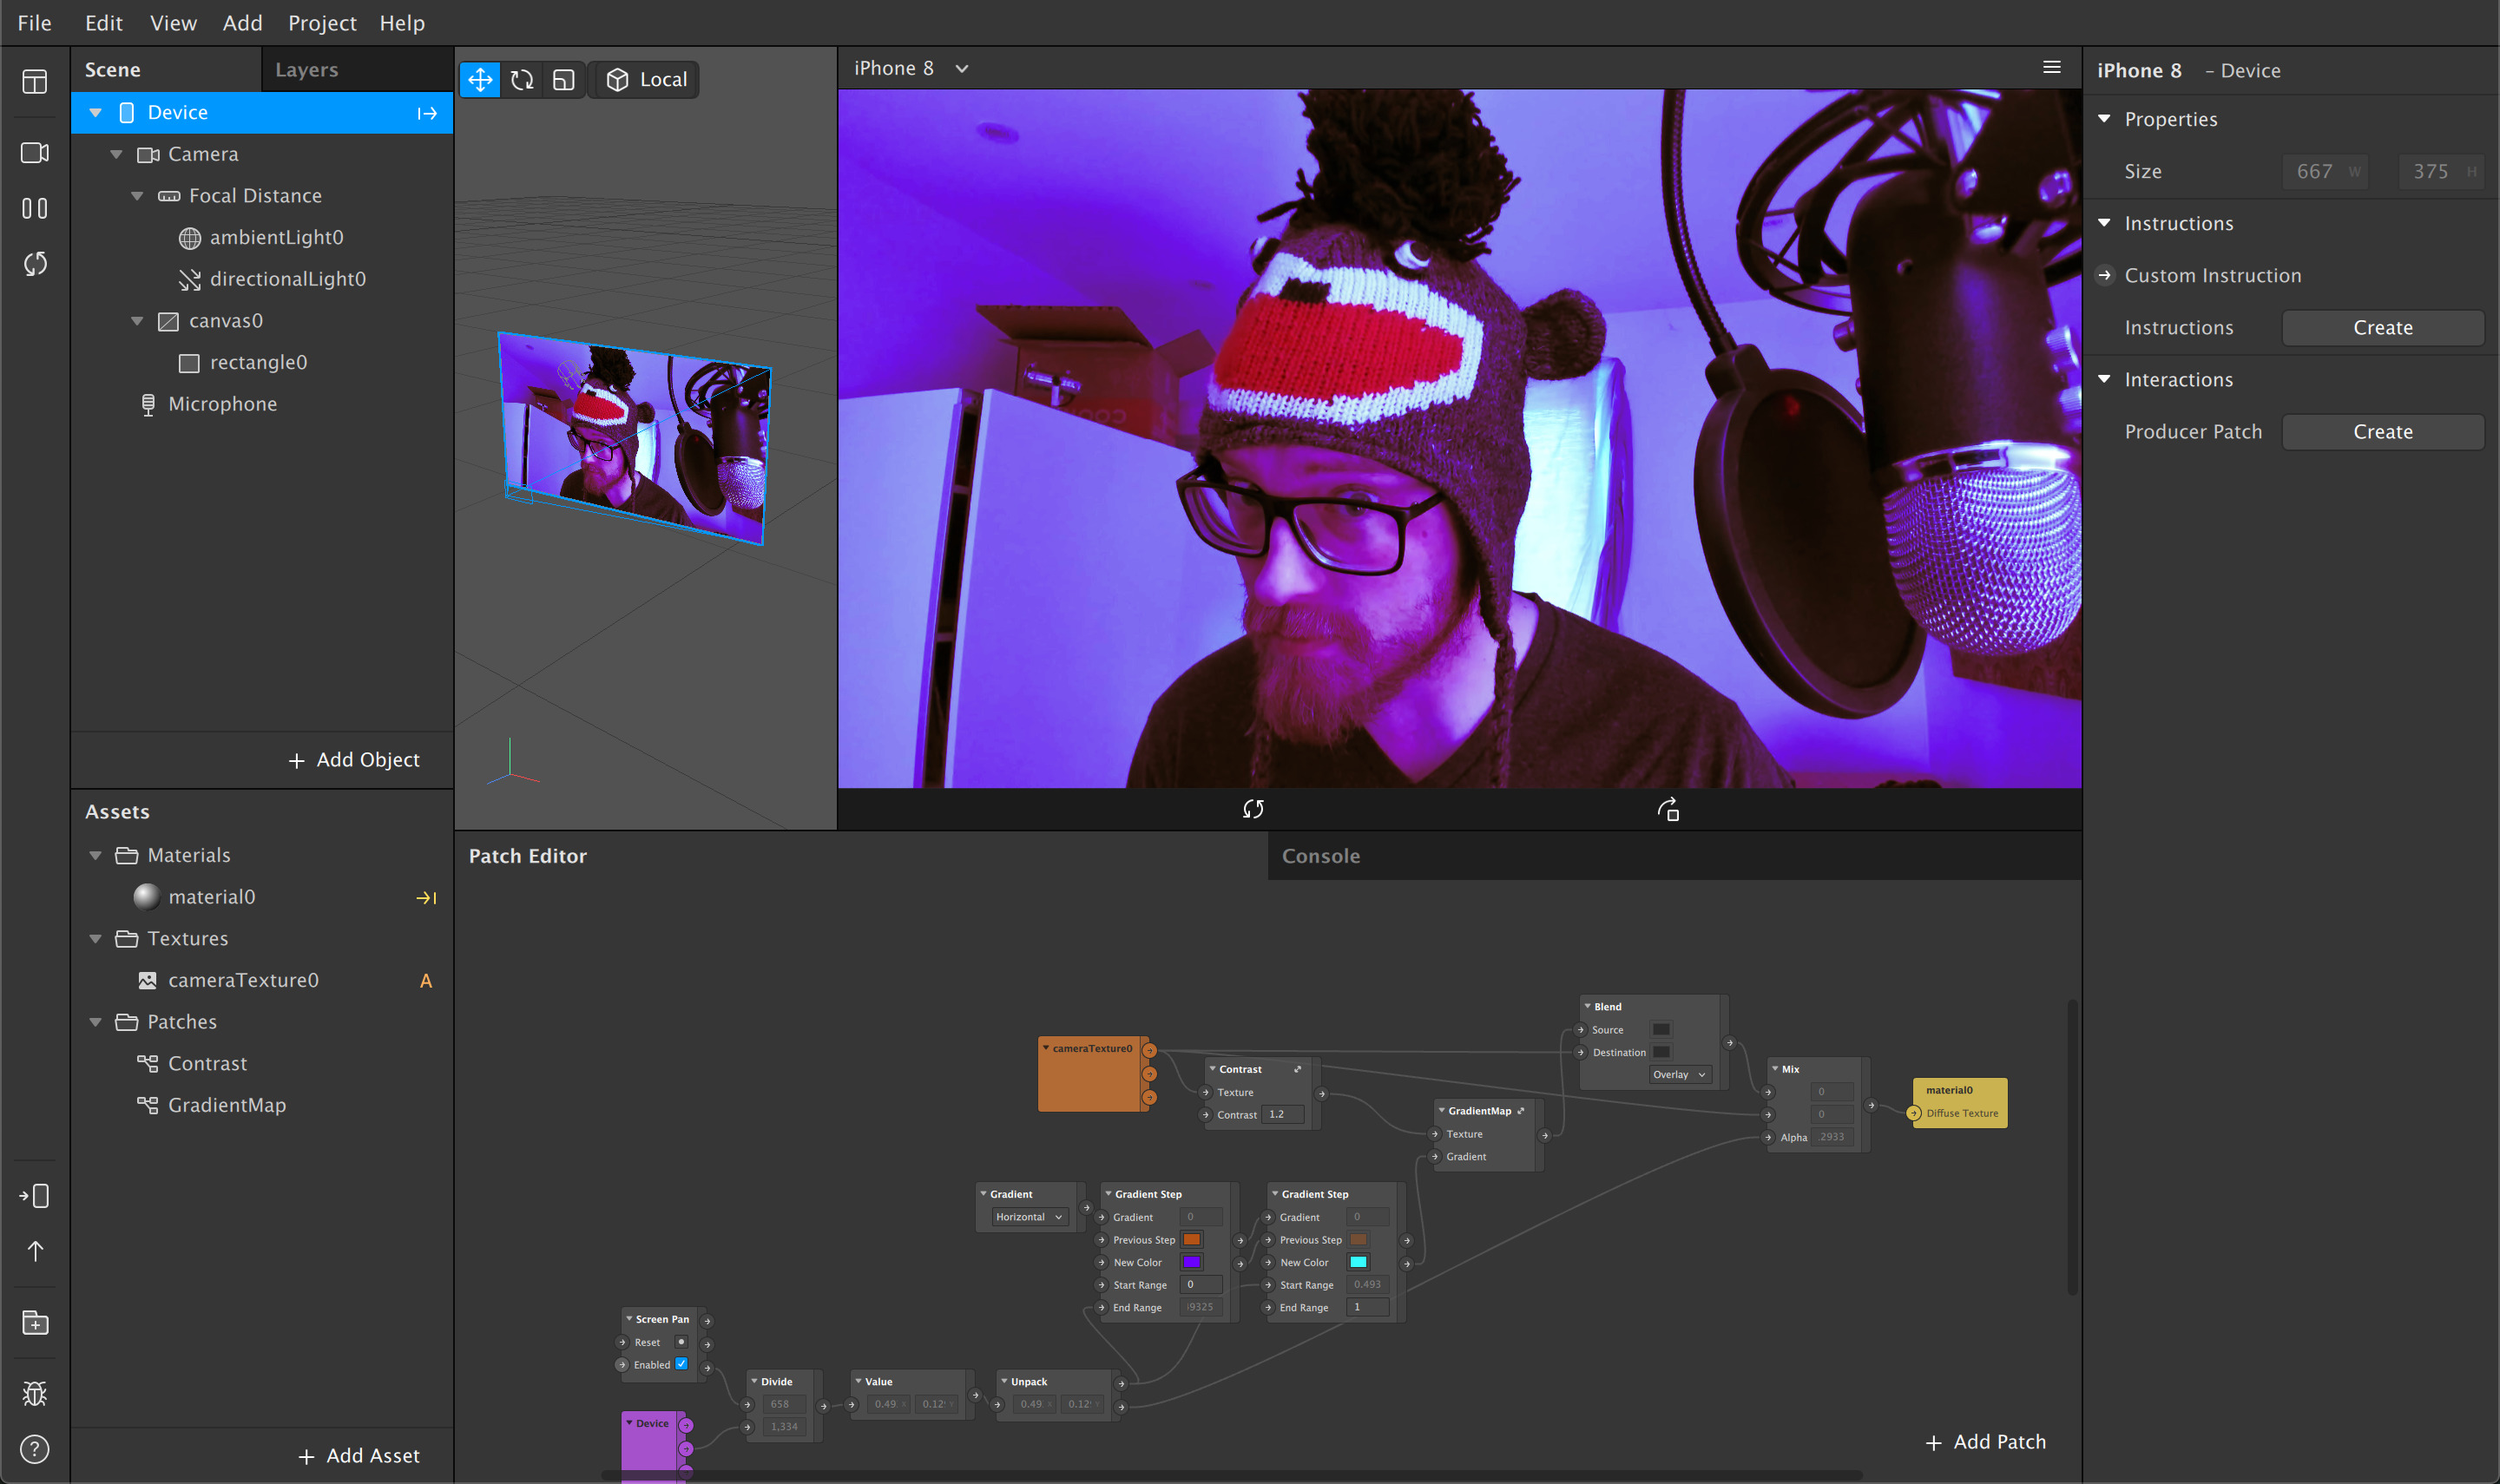 File Edit View Add Project Help
Scene
Layers
Device
Camera
Focal Distance
ambientLight0
directionalLight0
canvas0
rectangle0
Microphone
+ Add Object
Assets
Materials
material0
Textures
cameraTexture0
A
Patches
Contrast
GradientMap
+ Add Asset
Local
iPhone 8
iPhone 8 – Device
Properties
Size 667 W 375 H
Instructions
Custom Instruction
Instructions Create
Interactions
Producer Patch Create
Patch Editor
Console
cameraTexture0
Contrast
Texture
Contrast 1.2
GradientMap
Texture
Gradient
Blend
Source
Destination
Overlay
Mix
0
0
Alpha .2933
material0
Diffuse Texture
Gradient
Horizontal
Gradient Step
Gradient 0
Previous Step
New Color
Start Range 0
End Range 9325
Gradient Step
Gradient 0
Previous Step
New Color
Start Range 0.493
End Range 1
Screen Pan
Reset
Enabled
Device
Divide
658
1,334
Value
0.49 X 0.12 Y
Unpack
0.49 X 0.12 Y
+ Add Patch